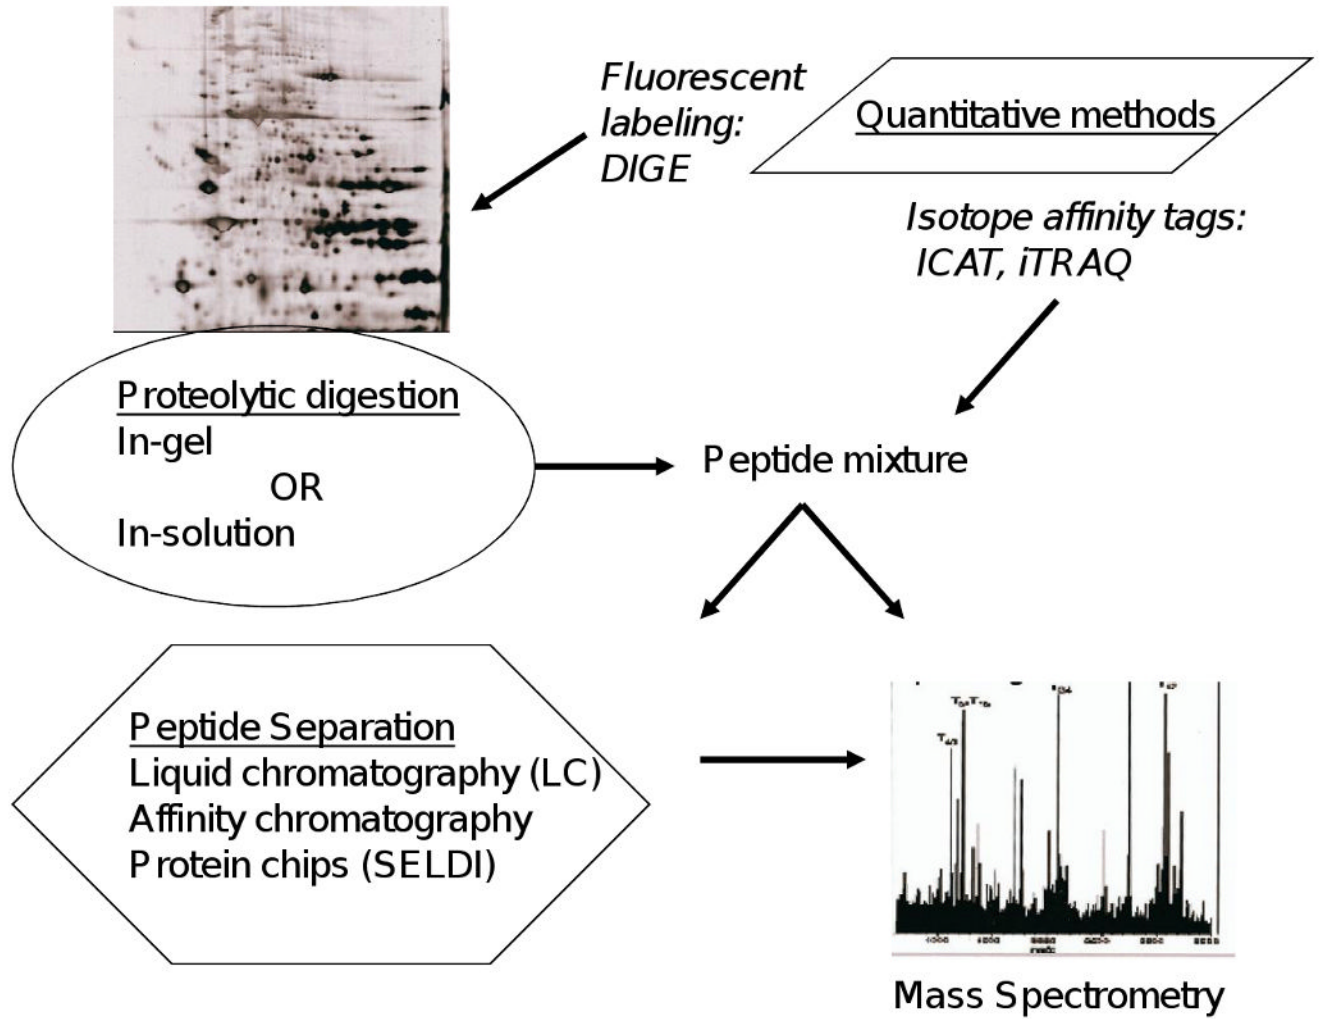 Fluorescent
labeling:
DIGE
Quantitative methods
Isotope affinity tags:
ICAT, iTRAQ
Proteolytic digestion
In-gel
OR
In-solution
Peptide mixture
Peptide Separation
Liquid chromatography (LC)
Affinity chromatography
Protein chips (SELDI)
Mass Spectrometry